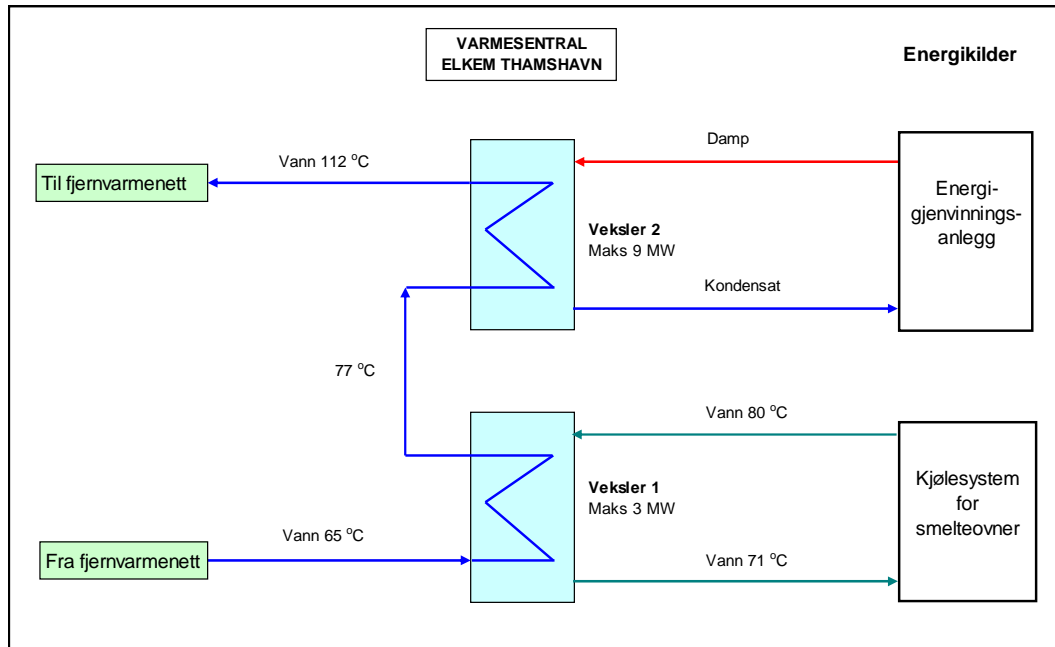 VARMESENTRAL
ELKEM THAMSHAVN
Energikilder
Damp
Vann 112 °C
Til fjernvarmenett
Energi-
gjenvinnings-
anlegg
Veksler 2
Maks 9 MW
Kondensat
77 °C
Vann 80 °C
Kjølesystem
for
smelteovner
Veksler 1
Maks 3 MW
Vann 65 °C
Fra fjernvarmenett
Vann 71 °C